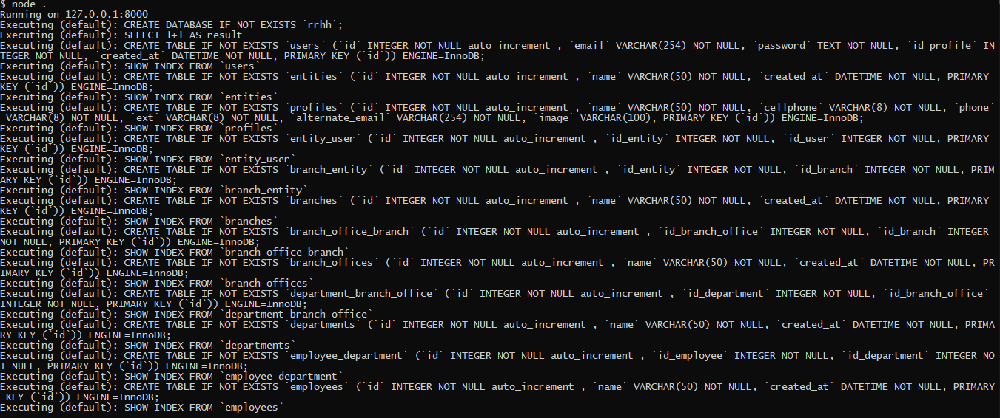 $ node .
Running on 127.0.0.1:8000
Executing (default): CREATE DATABASE IF NOT EXISTS `rrhh`;
Executing (default): SELECT 1+1 AS result
Executing (default): CREATE TABLE IF NOT EXISTS `users` (`id` INTEGER NOT NULL auto_increment , `email` VARCHAR(254) NOT NULL, `password` TEXT NOT NULL, `id_profile` IN
TEGER NOT NULL, `created_at` DATETIME NOT NULL, PRIMARY KEY (`id`)) ENGINE=InnoDB;
Executing (default): SHOW INDEX FROM `users`
Executing (default): CREATE TABLE IF NOT EXISTS `entities` (`id` INTEGER NOT NULL auto_increment , `name` VARCHAR(50) NOT NULL, `created_at` DATETIME NOT NULL, PRIMARY
KEY (`id`)) ENGINE=InnoDB;
Executing (default): SHOW INDEX FROM `entities`
Executing (default): CREATE TABLE IF NOT EXISTS `profiles` (`id` INTEGER NOT NULL auto_increment , `name` VARCHAR(50) NOT NULL, `cellphone` VARCHAR(8) NOT NULL, `phone`
 VARCHAR(8) NOT NULL, `ext` VARCHAR(8) NOT NULL, `alternate_email` VARCHAR(254) NOT NULL, `image` VARCHAR(100), PRIMARY KEY (`id`)) ENGINE=InnoDB;
Executing (default): SHOW INDEX FROM `profiles`
Executing (default): CREATE TABLE IF NOT EXISTS `entity_user` (`id` INTEGER NOT NULL auto_increment , `id_entity` INTEGER NOT NULL, `id_user` INTEGER NOT NULL, PRIMARY
KEY (`id`)) ENGINE=InnoDB;
Executing (default): SHOW INDEX FROM `entity_user`
Executing (default): CREATE TABLE IF NOT EXISTS `branch_entity` (`id` INTEGER NOT NULL auto_increment , `id_entity` INTEGER NOT NULL, `id_branch` INTEGER NOT NULL, PRIM
ARY KEY (`id`)) ENGINE=InnoDB;
Executing (default): SHOW INDEX FROM `branch_entity`
Executing (default): CREATE TABLE IF NOT EXISTS `branches` (`id` INTEGER NOT NULL auto_increment , `name` VARCHAR(50) NOT NULL, `created_at` DATETIME NOT NULL, PRIMARY
KEY (`id`)) ENGINE=InnoDB;
Executing (default): SHOW INDEX FROM `branches`
Executing (default): CREATE TABLE IF NOT EXISTS `branch_office_branch` (`id` INTEGER NOT NULL auto_increment , `id_branch_office` INTEGER NOT NULL, `id_branch` INTEGER
NOT NULL, PRIMARY KEY (`id`)) ENGINE=InnoDB;
Executing (default): SHOW INDEX FROM `branch_office_branch`
Executing (default): CREATE TABLE IF NOT EXISTS `branch_offices` (`id` INTEGER NOT NULL auto_increment , `name` VARCHAR(50) NOT NULL, `created_at` DATETIME NOT NULL, PR
IMARY KEY (`id`)) ENGINE=InnoDB;
Executing (default): SHOW INDEX FROM `branch_offices`
Executing (default): CREATE TABLE IF NOT EXISTS `department_branch_office` (`id` INTEGER NOT NULL auto_increment , `id_department` INTEGER NOT NULL, `id_branch_office`
INTEGER NOT NULL, PRIMARY KEY (`id`)) ENGINE=InnoDB;
Executing (default): SHOW INDEX FROM `department_branch_office`
Executing (default): CREATE TABLE IF NOT EXISTS `departments` (`id` INTEGER NOT NULL auto_increment , `name` VARCHAR(50) NOT NULL, `created_at` DATETIME NOT NULL, PRIMA
RY KEY (`id`)) ENGINE=InnoDB;
Executing (default): SHOW INDEX FROM `departments`
Executing (default): CREATE TABLE IF NOT EXISTS `employee_department` (`id` INTEGER NOT NULL auto_increment , `id_employee` INTEGER NOT NULL, `id_department` INTEGER NO
T NULL, PRIMARY KEY (`id`)) ENGINE=InnoDB;
Executing (default): SHOW INDEX FROM `employee_department`
Executing (default): CREATE TABLE IF NOT EXISTS `employees` (`id` INTEGER NOT NULL auto_increment , `name` VARCHAR(50) NOT NULL, `created_at` DATETIME NOT NULL, PRIMARY
 KEY (`id`)) ENGINE=InnoDB;
Executing (default): SHOW INDEX FROM `employees`